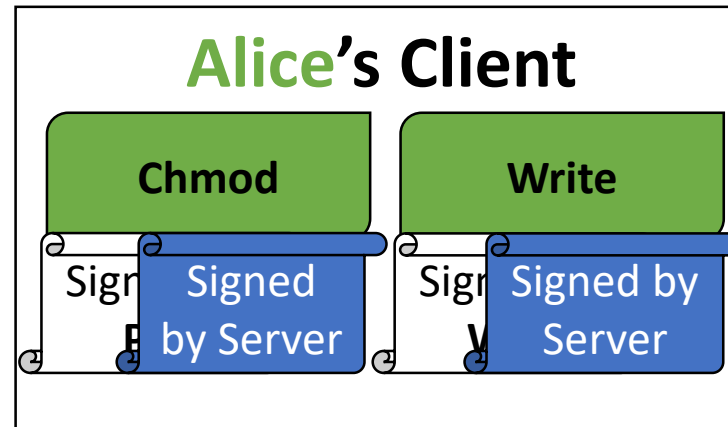 Alice’s Client
Chmod
Write
Signed
by Server
Signed by
Server